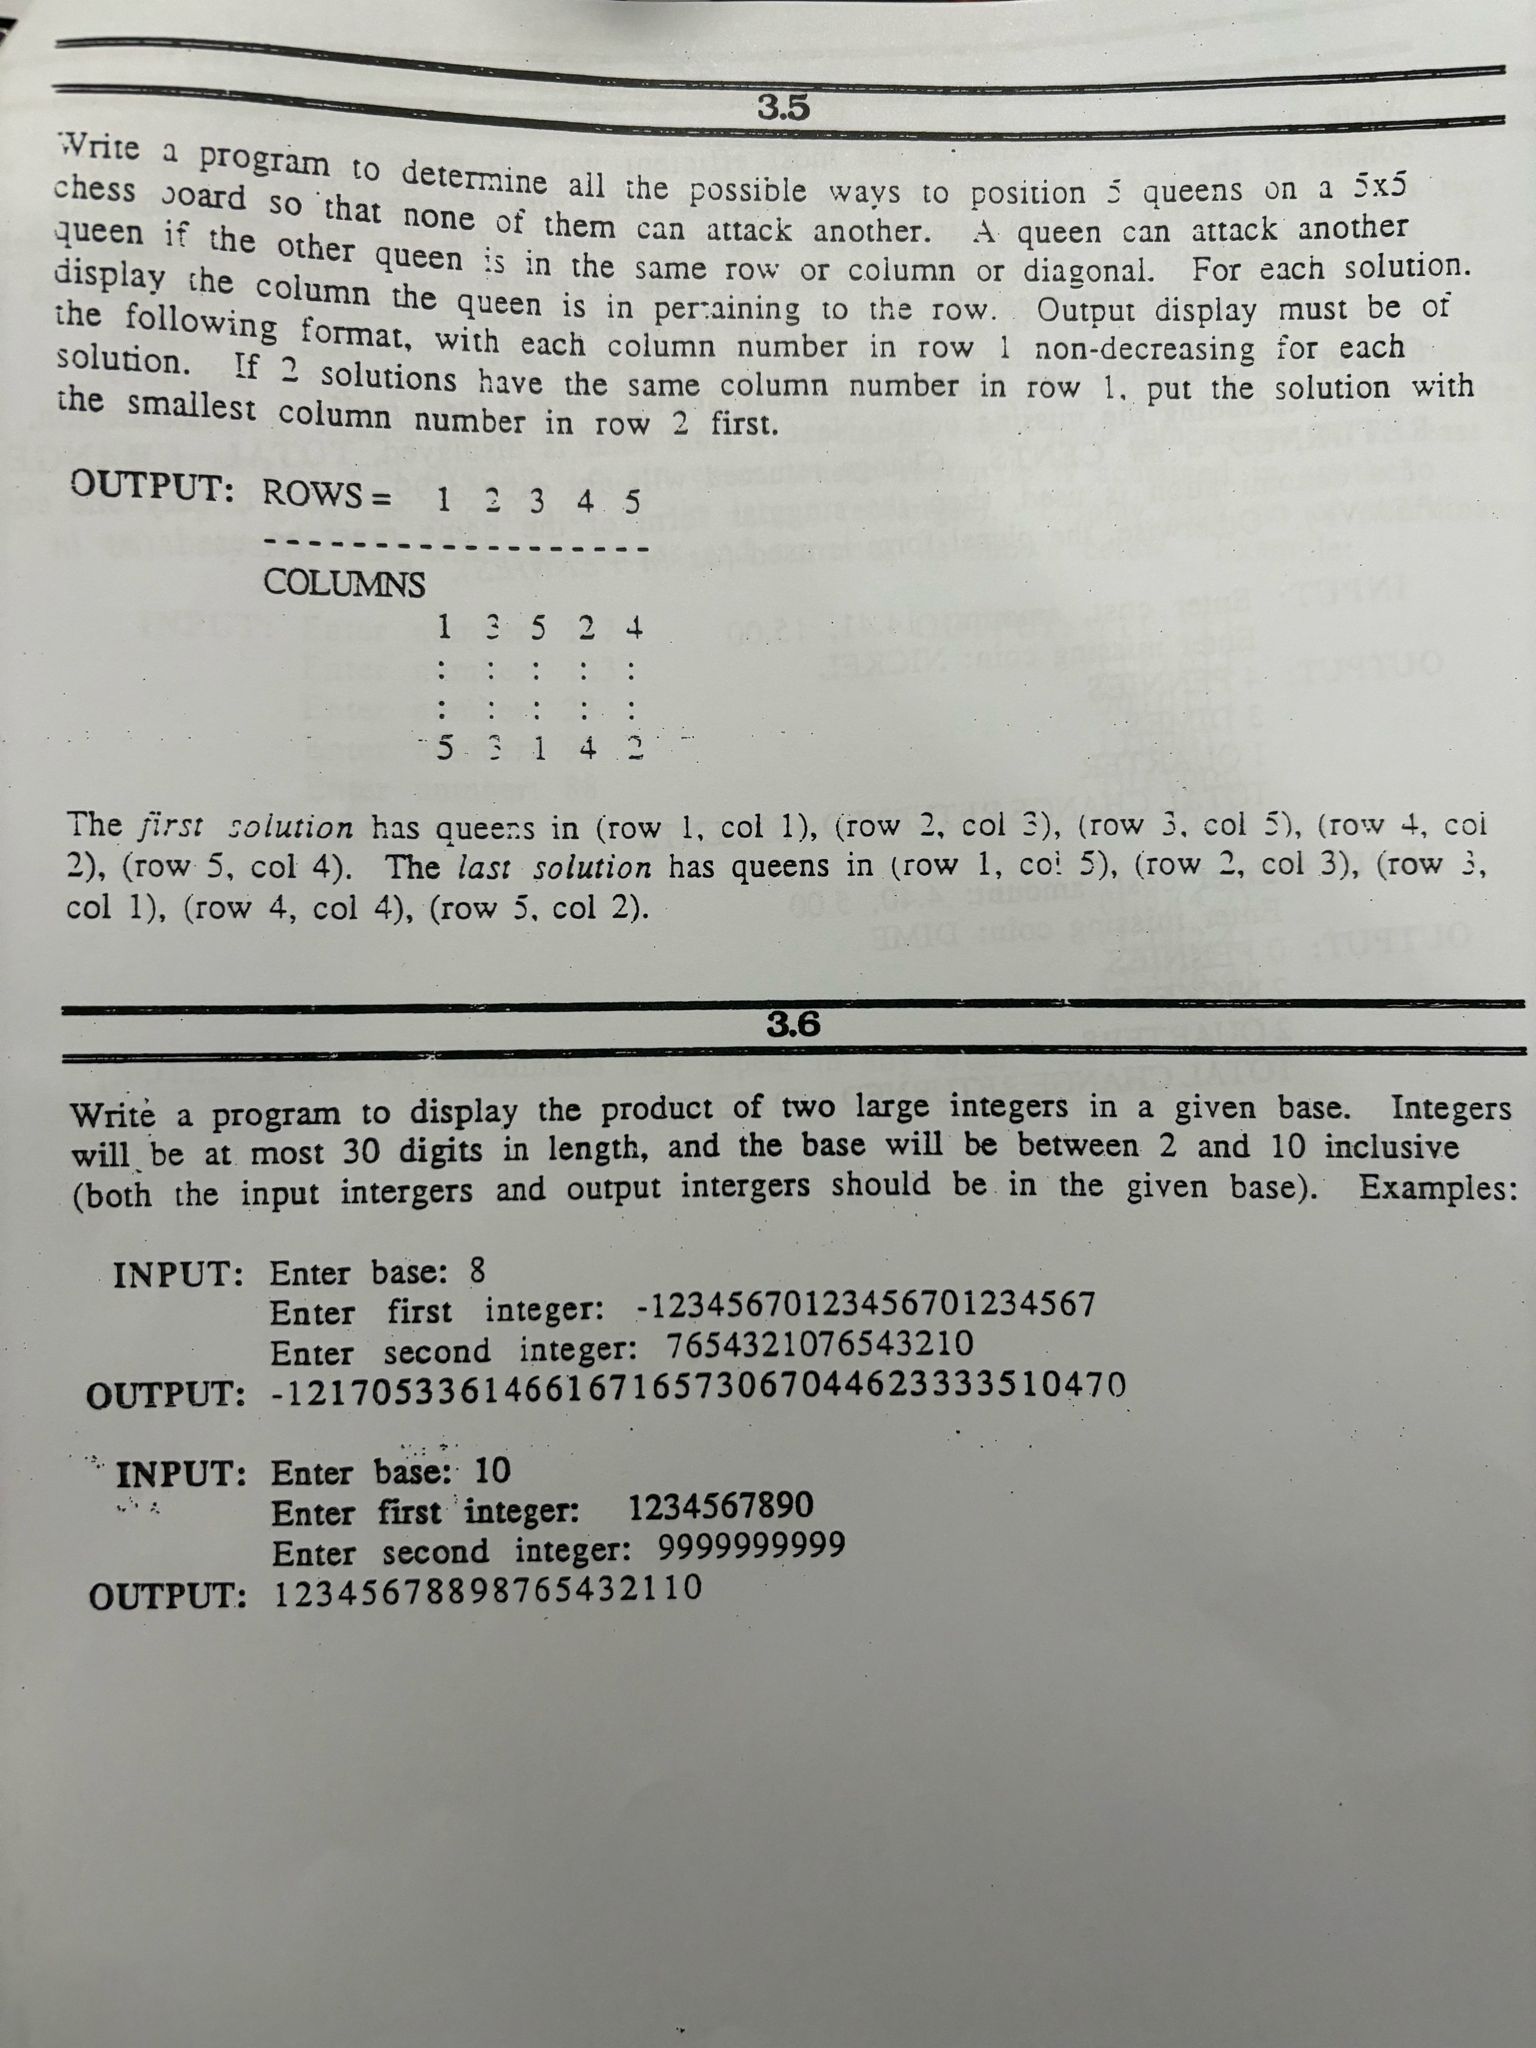 3.5
Write a program to determine all the possible ways to position 5 queens on a 5x5
chess board so that none of them can attack another. A queen can attack another
queen if the other queen is in the same row or column or diagonal. For each solution.
display the column the queen is in pertaining to the row. Output display must be of
the following format, with each column number in row 1 non-decreasing for each
solution. If 2 solutions have the same column number in row 1, put the solution with
the smallest column number in row 2 first.
OUTPUT: ROWS = 1 2 3 4 5
- - - - - - - - - - - - - - - - - -
COLUMNS
1 3 5 2 4
: : : : :
: : : : :
5 3 1 4 2
The first solution has queens in (row 1, col 1), (row 2, col 3), (row 3, col 5), (row 4, col
2), (row 5, col 4). The last solution has queens in (row 1, col 5), (row 2, col 3), (row 3,
col 1), (row 4, col 4), (row 5, col 2).
3.6
Write a program to display the product of two large integers in a given base. Integers
will be at most 30 digits in length, and the base will be between 2 and 10 inclusive
(both the input intergers and output intergers should be in the given base). Examples:
INPUT: Enter base: 8
Enter first integer: -12345670123456701234567
Enter second integer: 7654321076543210
OUTPUT: -121705336146616716573067044623333510470
INPUT: Enter base: 10
Enter first integer: 1234567890
Enter second integer: 9999999999
OUTPUT: 12345678898765432110